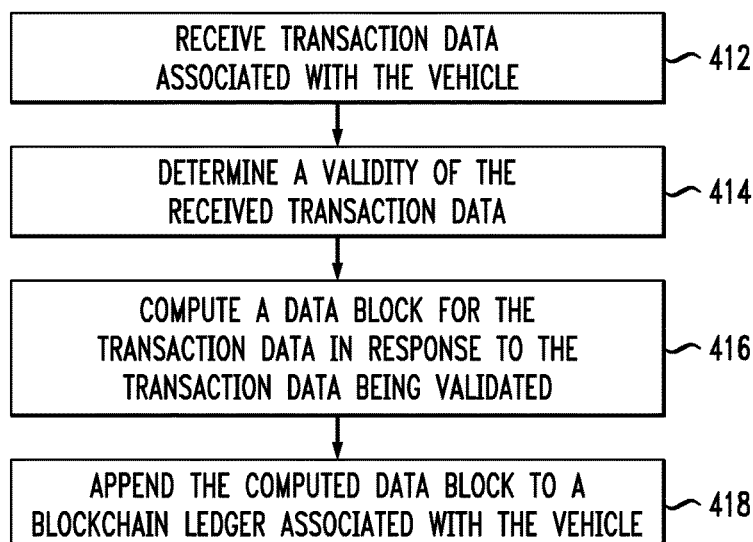 RECEIVE TRANSACTION DATA
ASSOCIATED WITH THE VEHICLE
412
DETERMINE A VALIDITY OF THE
RECEIVED TRANSACTION DATA
414
COMPUTE A DATA BLOCK FOR THE
TRANSACTION DATA IN RESPONSE TO THE
TRANSACTION DATA BEING VALIDATED
416
APPEND THE COMPUTED DATA BLOCK TO A
BLOCKCHAIN LEDGER ASSOCIATED WITH THE VEHICLE
418